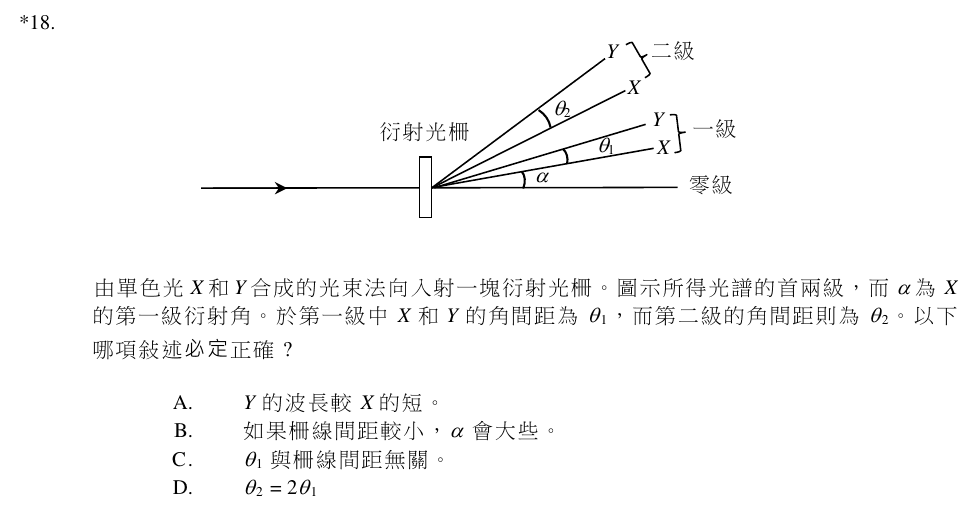 *18.
Y 二級
X
θ2
衍射光柵
Y
θ1 X 一級
α
零級
由單色光 X 和 Y 合成的光束法向入射一塊衍射光柵。圖示所得光譜的首兩級，而 α 為 X
的第一級衍射角。於第一級中 X 和 Y 的角間距為 θ1，而第二級的角間距則為 θ2。以下
哪項敍述必定正確？
A. Y 的波長較 X 的短。
B. 如果柵線間距較小，α 會大些。
C. θ1 與柵線間距無關。
D. θ2 = 2θ1